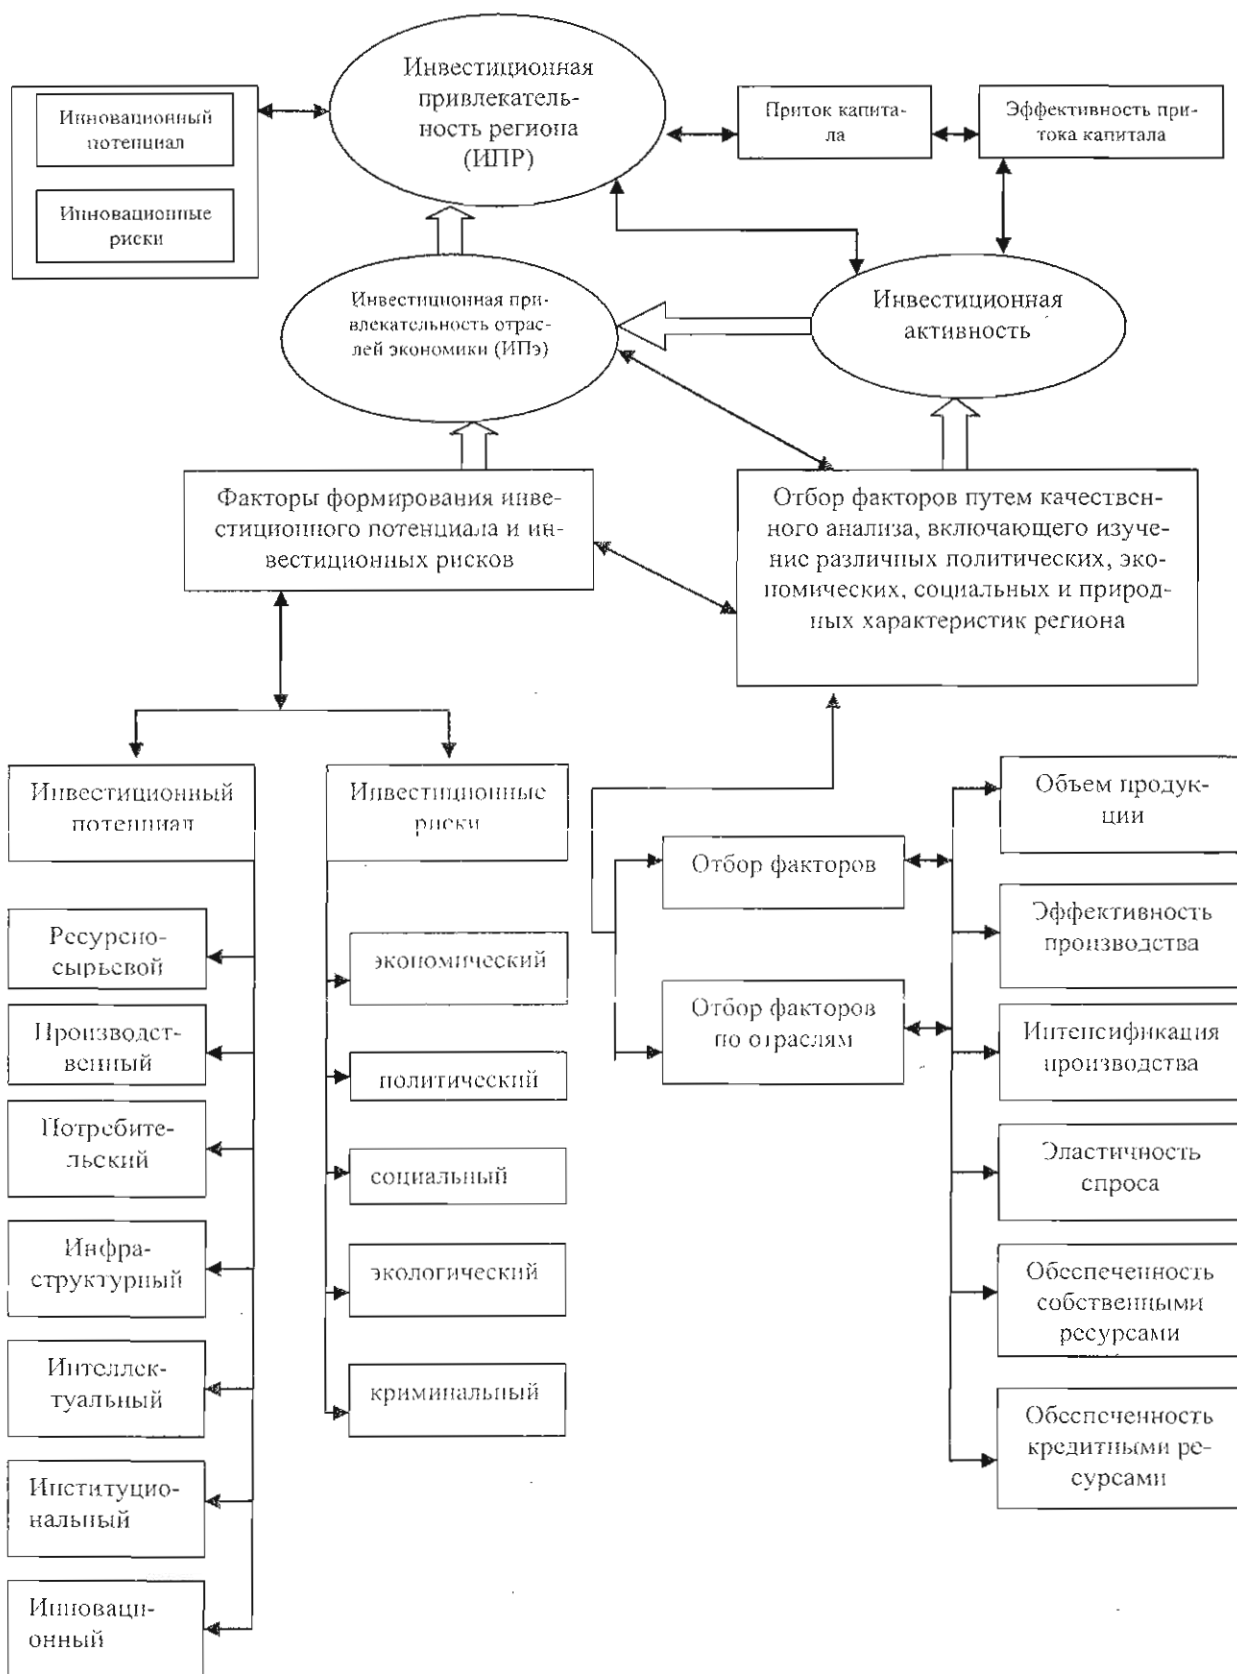 Инвестиционная
привлекатель-
ность региона
(ИПР)
Инновационный
потенциал
Инновационные
риски
Приток капита-
ла
Эффективность при-
тока капитала
Инвестиционная при-
влекательность отрас-
лей экономики (ИПэ)
Инвестиционная
активность
Факторы формирования инве-
стиционного потенциала и ин-
вестиционных рисков
Отбор факторов путем качествен-
ного анализа, включающего изуче-
ние различных политических, эко-
номических, социальных и природ-
ных характеристик региона
Инвестиционный
потенциал
Инвестиционные
риски
Ресурсно-
сырьевой
Производст-
венный
Потребите-
льский
Инфра-
структурный
Интеллек-
туальный
Институцио-
нальный
Инноваци-
онный
экономический
политический
социальный
экологический
криминальный
Отбор факторов
Отбор факторов
по отраслям
Объем продук-
ции
Эффективность
производства
Интенсификация
производства
Эластичность
спроса
Обеспеченность
собственными
ресурсами
Обеспеченность
кредитными ре-
сурсами